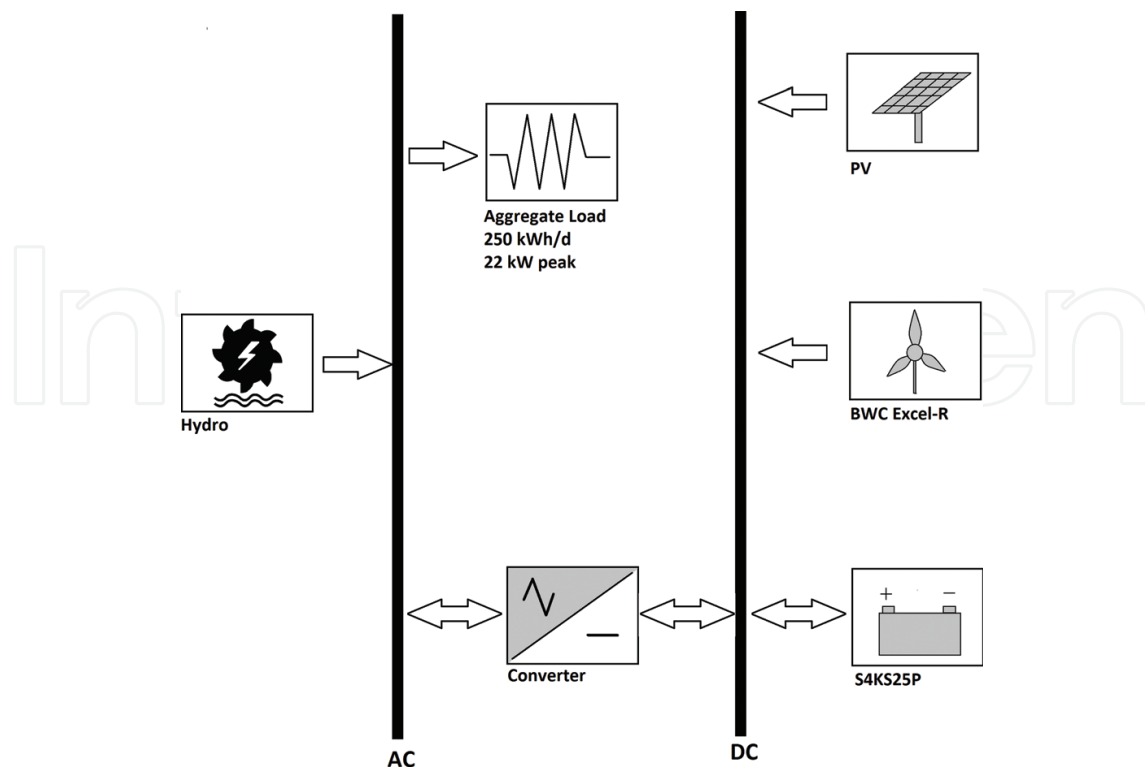 PV
Aggregate Load
250 kWh/d
22 kW peak
Hydro
BWC Excel-R
+ −
Converter
S4KS25P
AC
DC